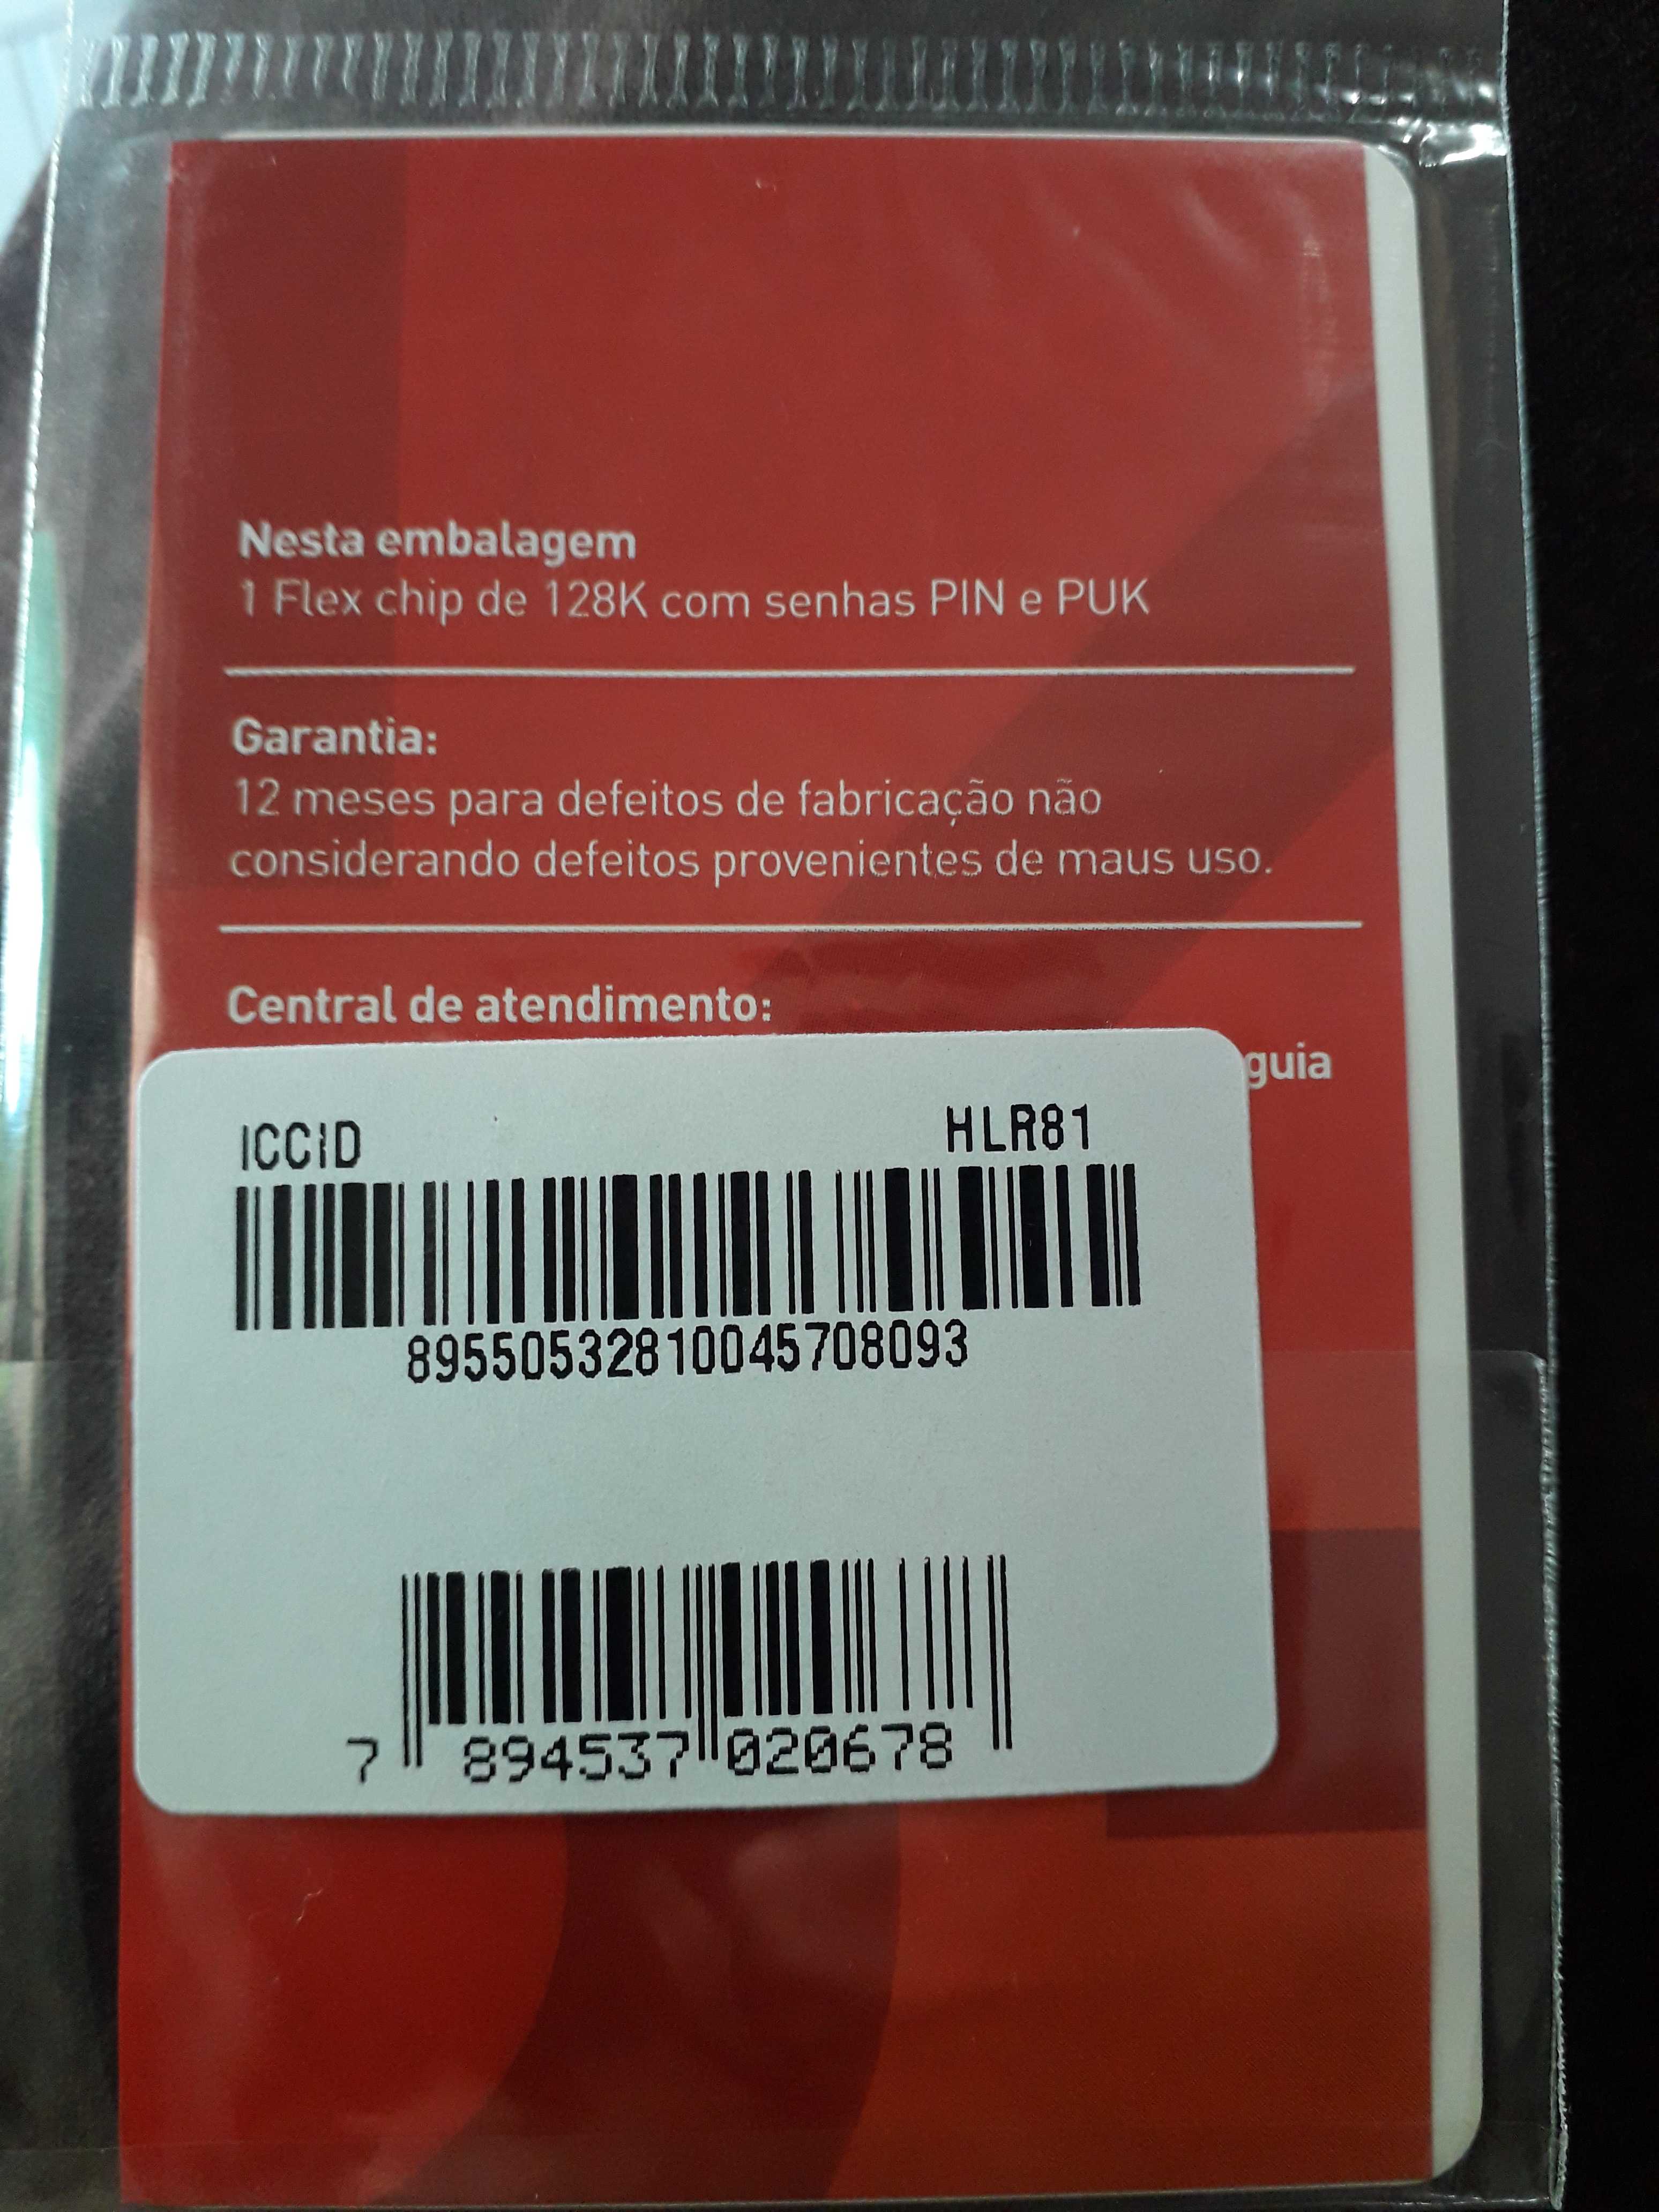 Nesta embalagem
1 Flex chip de 128K com senhas PIN e PUK
Garantia:
12 meses para defeitos de fabricação não
considerando defeitos provenientes de maus uso.
Central de atendimento:
guia
ICCID HLR81
89550532810045708093
7 894537 020678